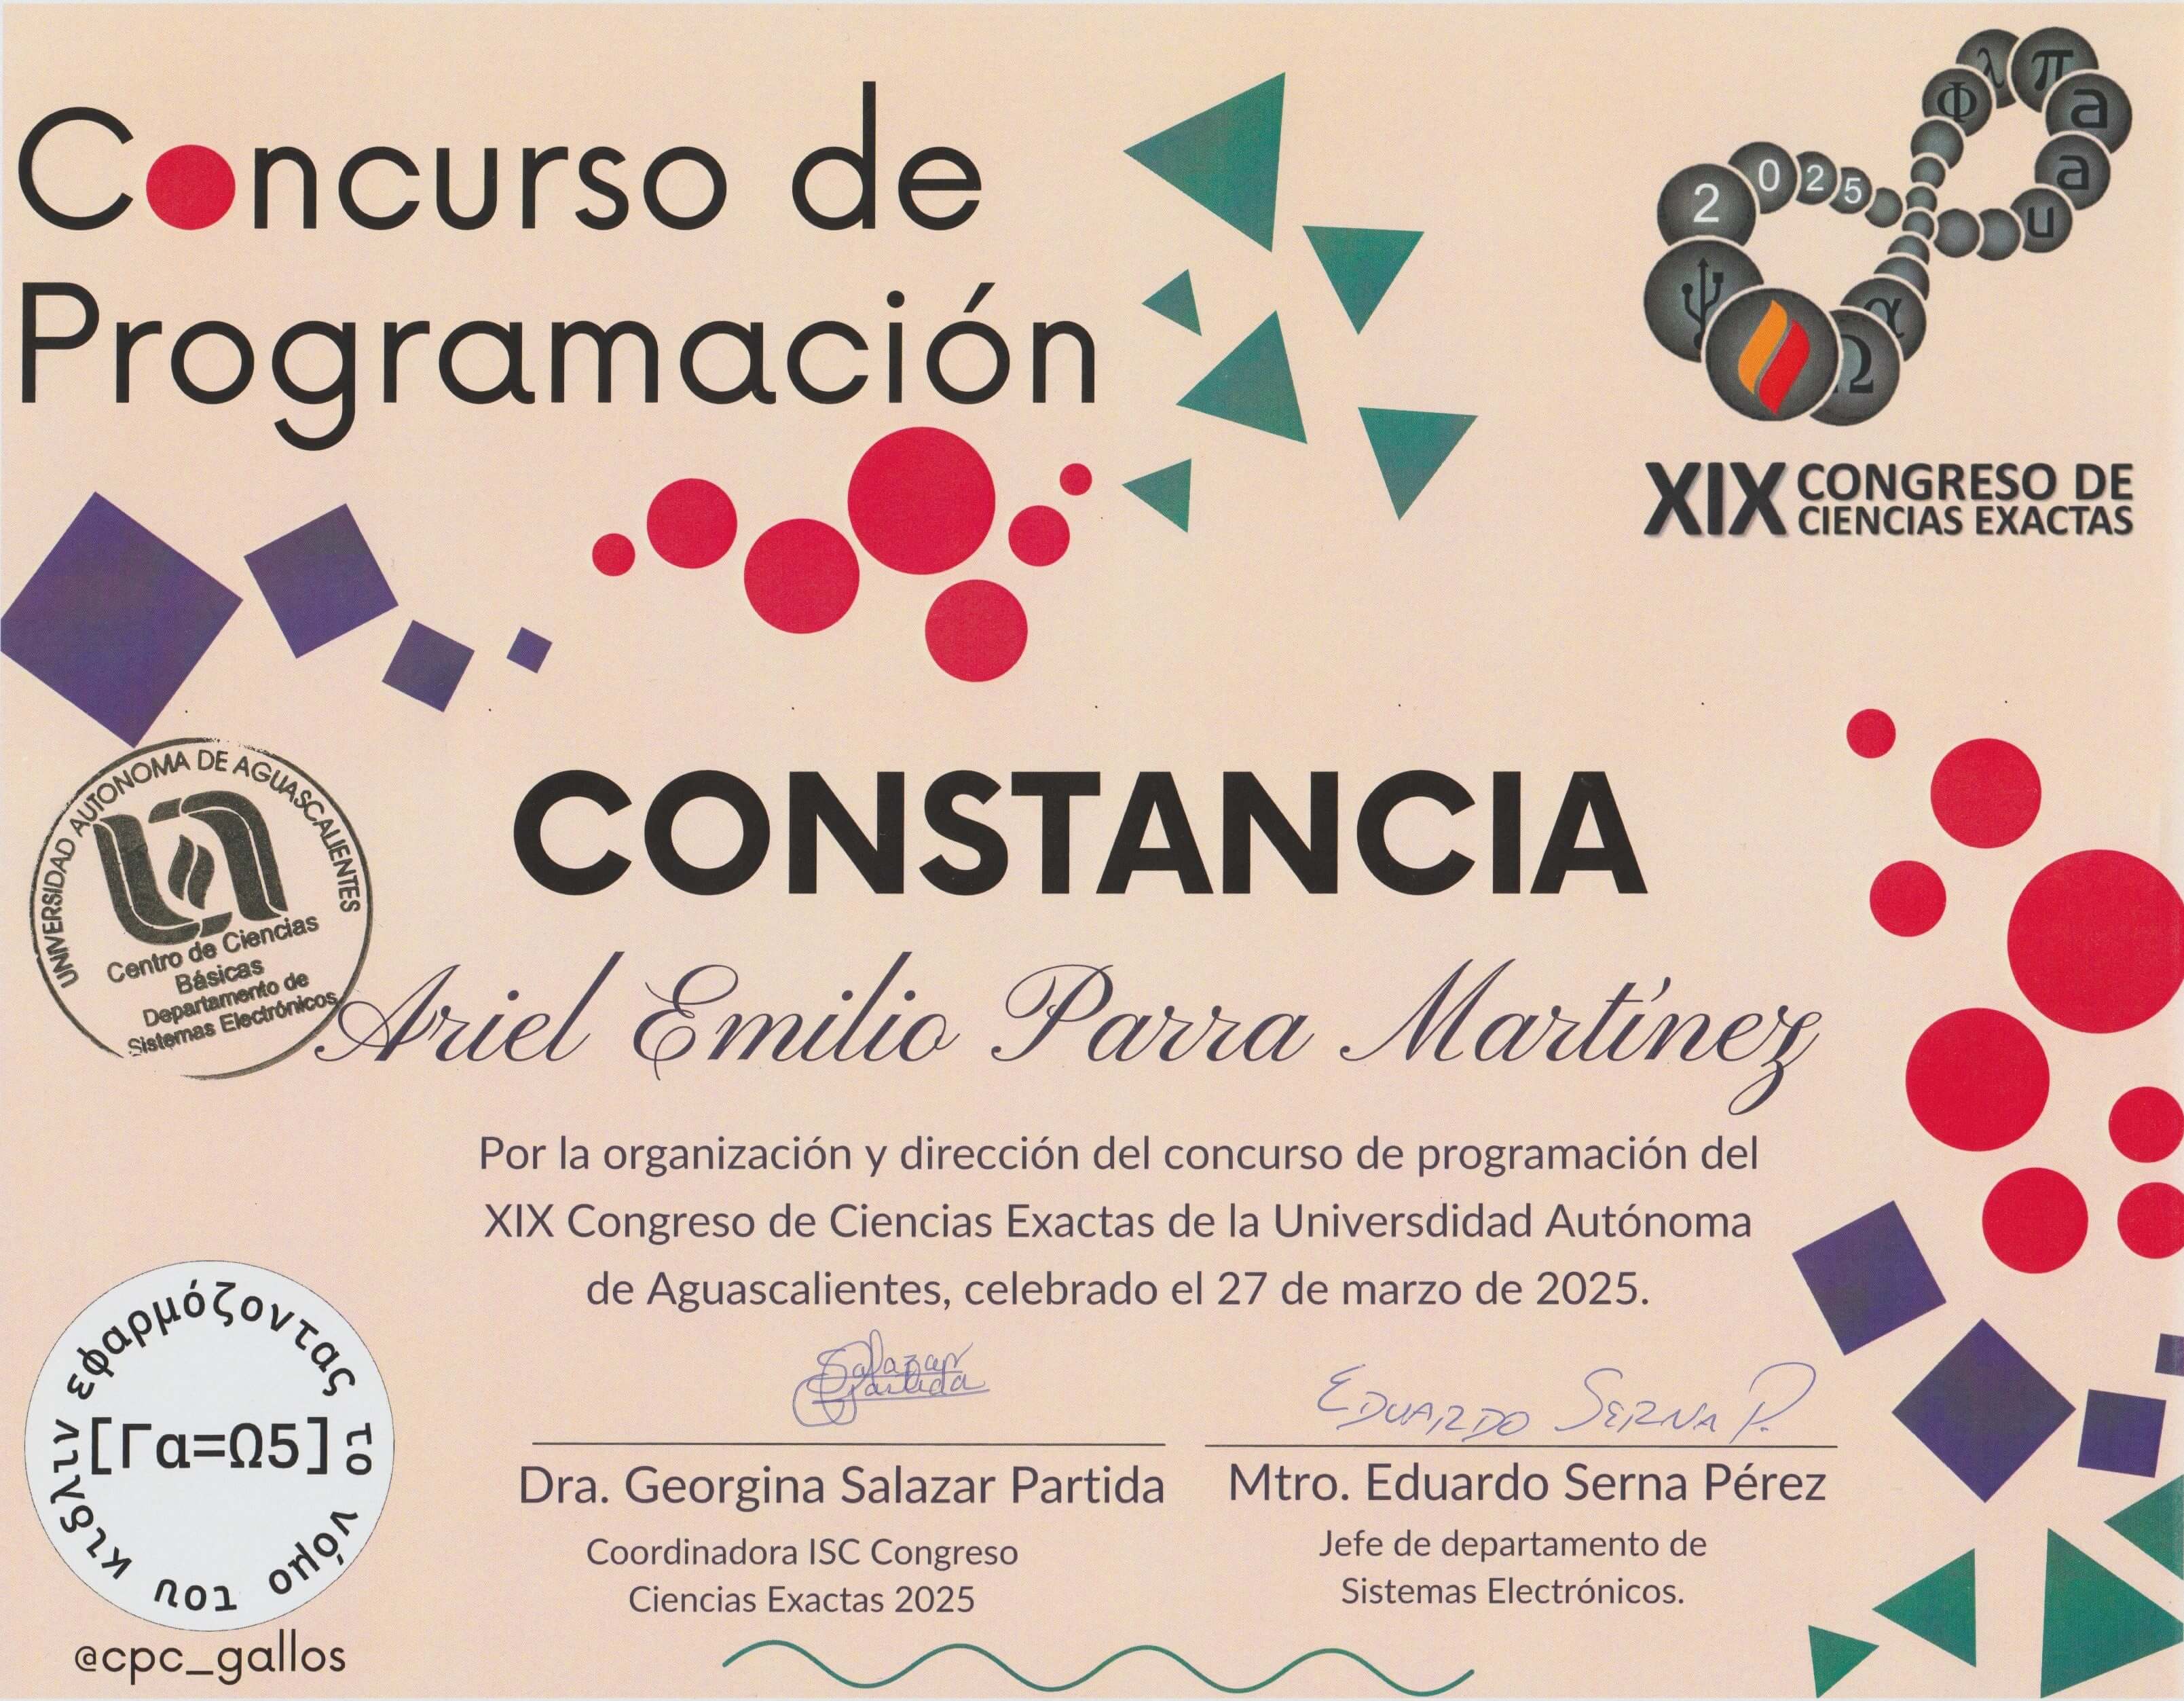 Concurso de
Programación
2025
Φ λ π a a u
α Ω
XIX CONGRESO DE
CIENCIAS EXACTAS
UNIVERSIDAD AUTONOMA DE AGUASCALIENTES
Centro de Ciencias
Básicas
Departamento de
Sistemas Electrónicos
CONSTANCIA
Ariel Emilio Parra Martínez
Por la organización y dirección del concurso de programación del
XIX Congreso de Ciencias Exactas de la Universdidad Autónoma
de Aguascalientes, celebrado el 27 de marzo de 2025.
Salazar
Partida
EDUARDO SERNA P.
Dra. Georgina Salazar Partida
Coordinadora ISC Congreso
Ciencias Exactas 2025
Mtro. Eduardo Serna Pérez
Jefe de departamento de
Sistemas Electrónicos.
εφαρμόζοντας το νόμο του
[Γα=Ω5]
@cpc_gallos